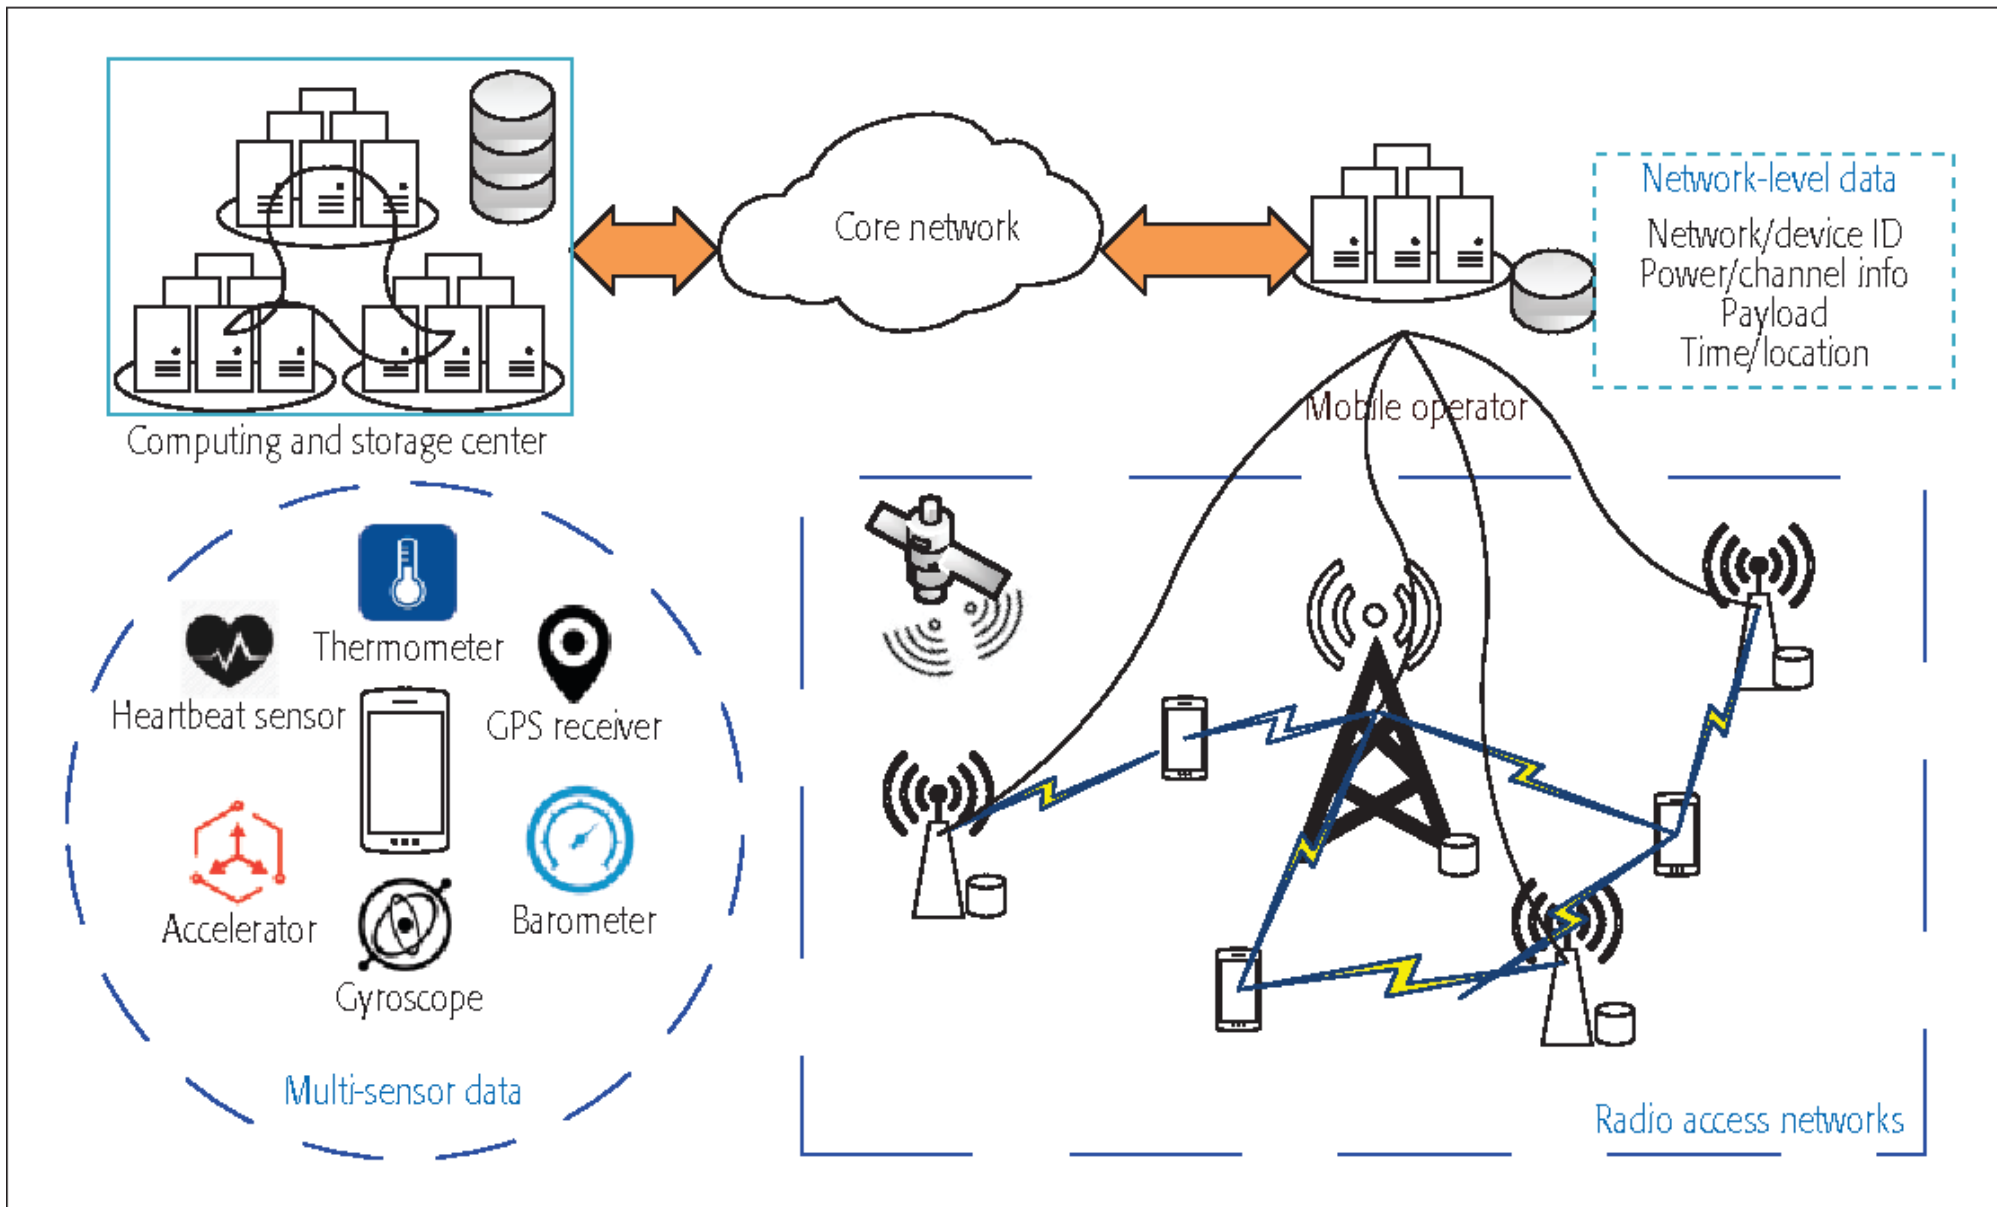 Network-level data
Network/device ID
Power/channel info
Payload
Time/location
Core network
Mobile operator
Computing and storage center
Thermometer
Heartbeat sensor
GPS receiver
Accelerator
Barometer
Gyroscope
Multi-sensor data
Radio access networks